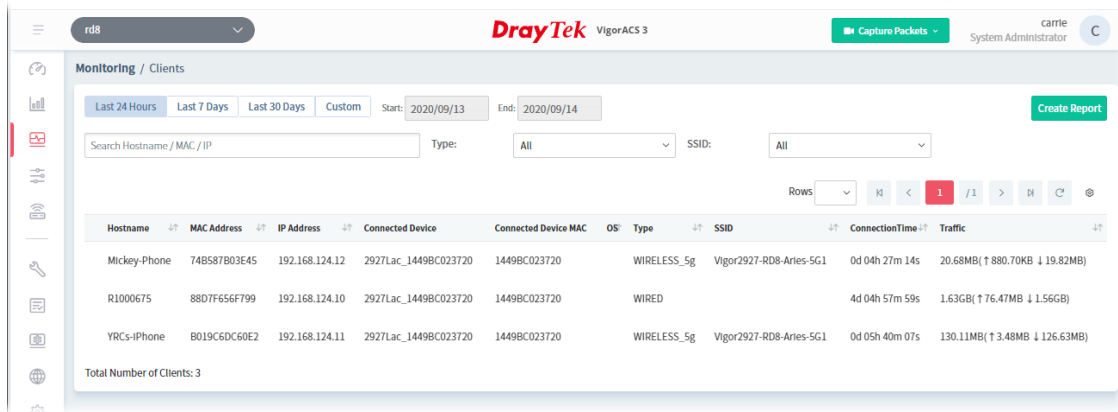 rd8
DrayTek VigorACS 3
Capture Packets
carrie
System Administrator
C
Monitoring / Clients
Last 24 Hours Last 7 Days Last 30 Days Custom Start: 2020/09/13 End: 2020/09/14 Create Report
Search Hostname / MAC / IP Type: All SSID: All
Rows 1 / 1
Hostname MAC Address IP Address Connected Device Connected Device MAC OS Type SSID ConnectionTime Traffic
Mickey-Phone 74B587B03E45 192.168.124.12 2927Lac_1449BC023720 1449BC023720 WIRELESS_5g Vigor2927-RD8-Aries-5G1 0d 04h 27m 14s 20.68MB(↑880.70KB ↓19.82MB)
R1000675 88D7F656F799 192.168.124.10 2927Lac_1449BC023720 1449BC023720 WIRED 4d 04h 57m 59s 1.63GB(↑76.47MB ↓1.56GB)
YRCs-iPhone B019C6DC60E2 192.168.124.11 2927Lac_1449BC023720 1449BC023720 WIRELESS_5g Vigor2927-RD8-Aries-5G1 0d 05h 40m 07s 130.11MB(↑3.48MB ↓126.63MB)
Total Number of Clients: 3